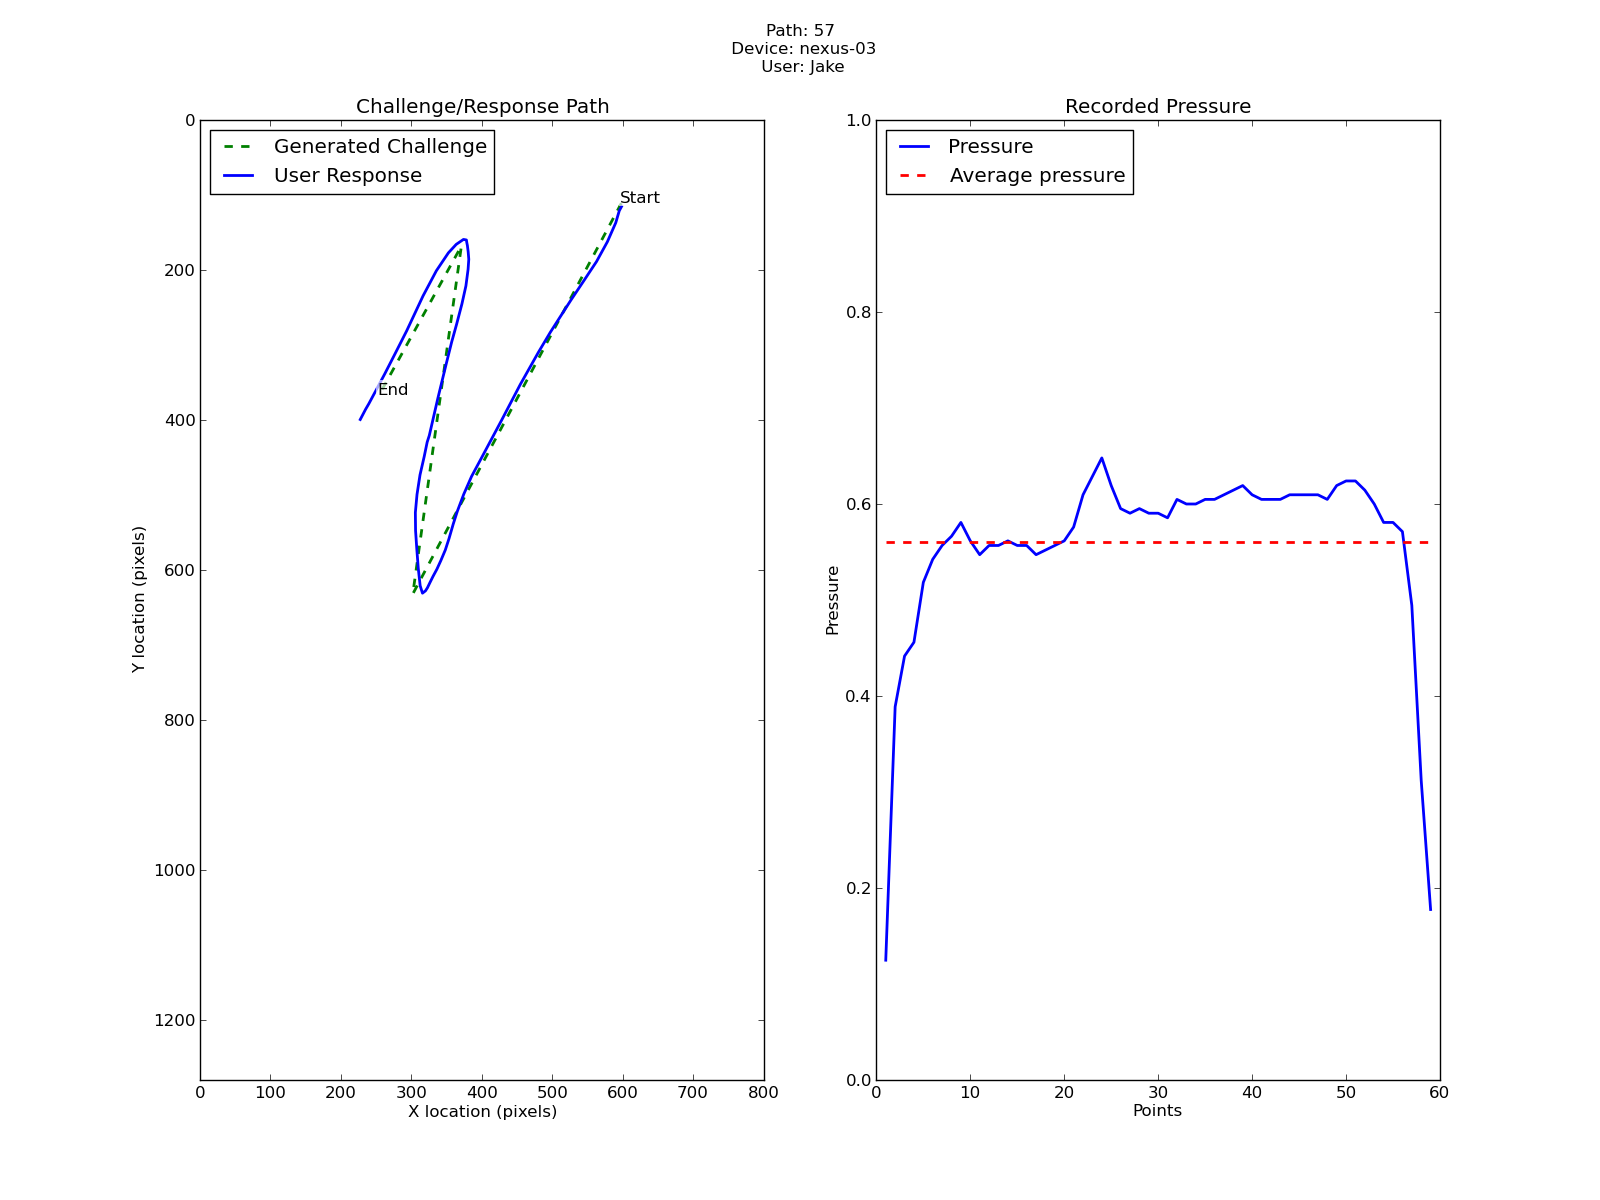 Path: 57
Device: nexus-03
User: Jake
Challenge/Response Path
Generated Challenge
User Response
Start
End
0
200
400
600
800
1000
1200
Y location (pixels)
0 100 200 300 400 500 600 700 800
X location (pixels)
Recorded Pressure
Pressure
Average pressure
1.0
0.8
0.6
0.4
0.2
0.0
Pressure
0 10 20 30 40 50 60
Points